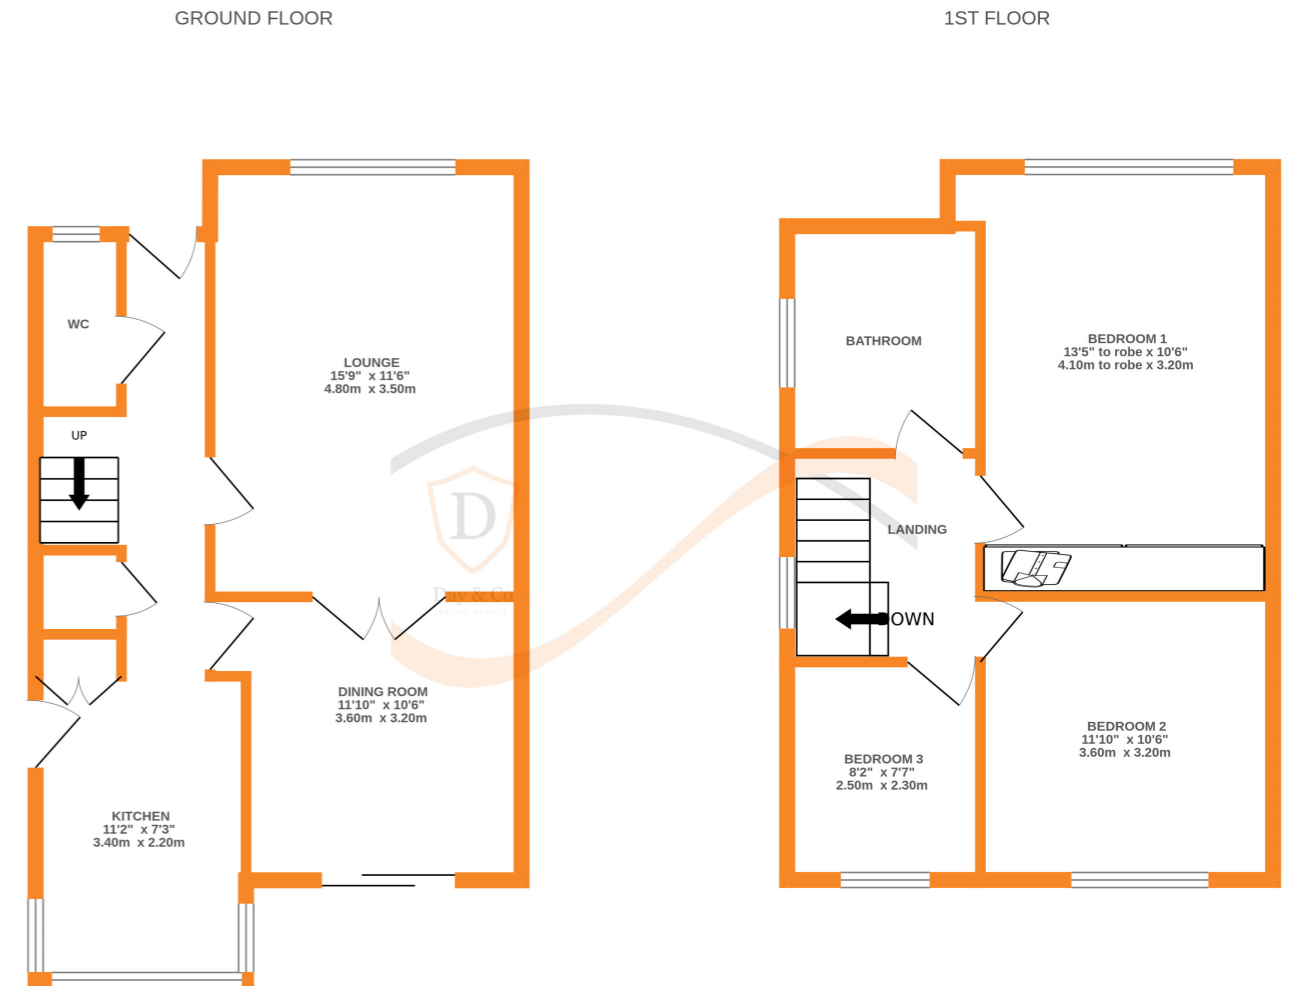 GROUND FLOOR
1ST FLOOR
WC
UP
LOUNGE
15'9" x 11'6"
4.80m x 3.50m
DINING ROOM
11'10" x 10'6"
3.60m x 3.20m
KITCHEN
11'2" x 7'3"
3.40m x 2.20m
D
Day & Co
BATHROOM
BEDROOM 1
13'5" to robe x 10'6"
4.10m to robe x 3.20m
LANDING
DOWN
BEDROOM 2
11'10" x 10'6"
3.60m x 3.20m
BEDROOM 3
8'2" x 7'7"
2.50m x 2.30m